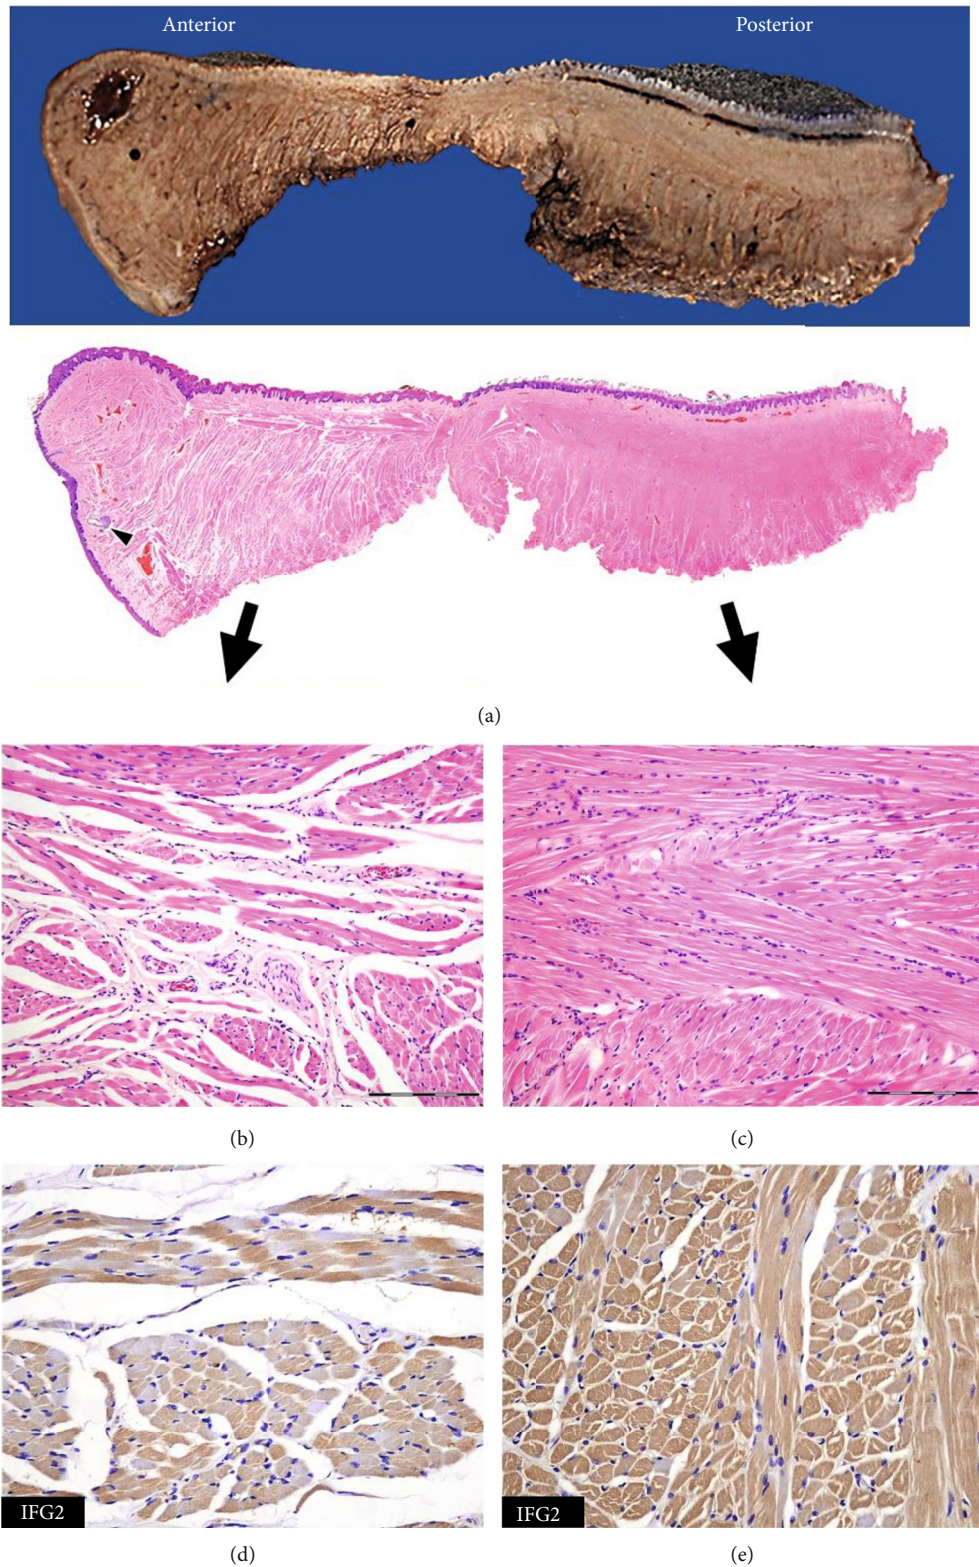 Anterior
Posterior
(a)
(b)
(c)
IFG2
IFG2
(d)
(e)